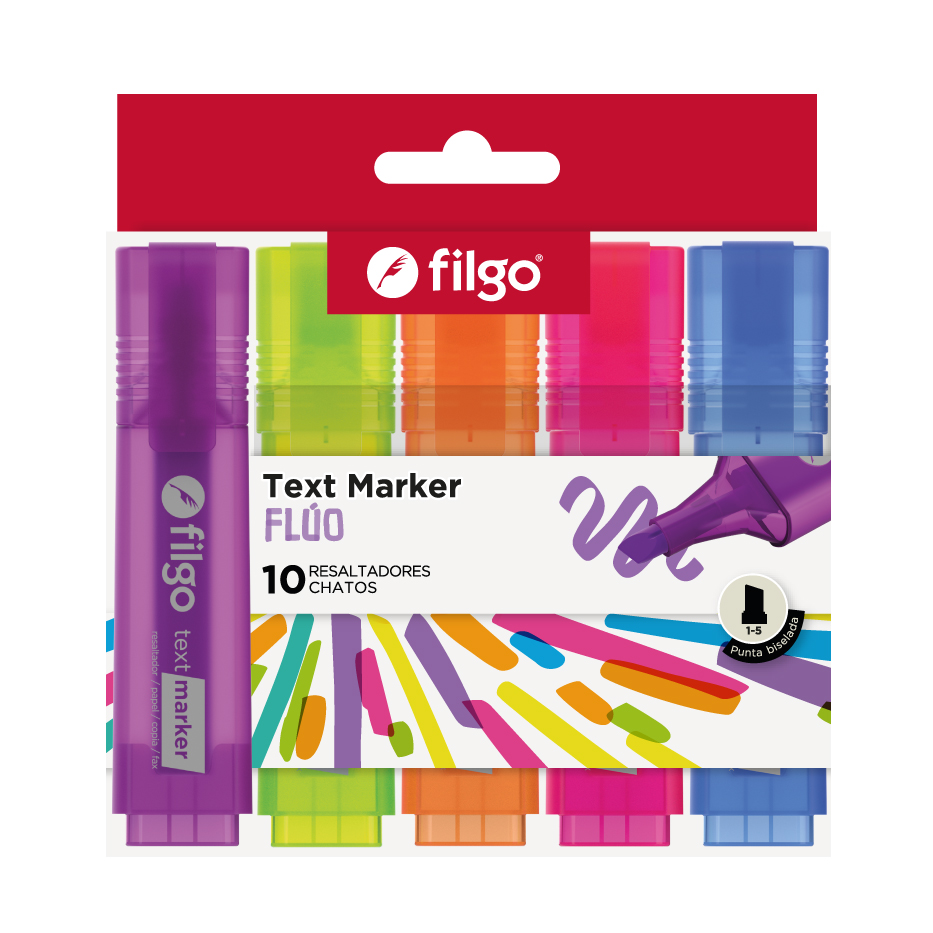 filgo®
Text Marker
FLÚO
10 RESALTADORES
CHATOS
1-5
Punta biselada
filgo
text marker
resaltador / papel / copia / fax